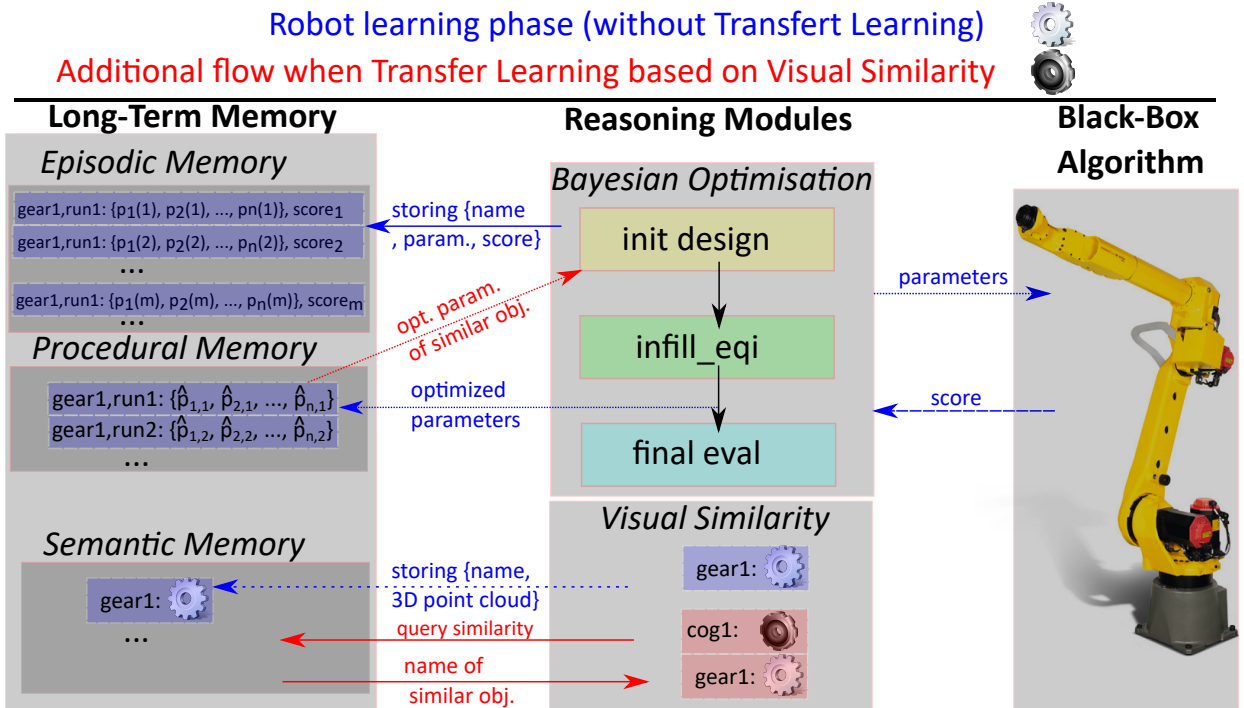 Robot learning phase (without Transfert Learning)
Additional flow when Transfer Learning based on Visual Similarity
Long-Term Memory
Episodic Memory
gear1,run1: {p1(1), p2(1), ..., pn(1)}, score1
gear1,run1: {p1(2), p2(2), ..., pn(2)}, score2
...
gear1,run1: {p1(m), p2(m), ..., pn(m)}, scorem
...
Procedural Memory
gear1,run1: {p̂1,1, p̂2,1, ..., p̂n,1}
gear1,run2: {p̂1,2, p̂2,2, ..., p̂n,2}
...
Semantic Memory
gear1:
...
storing {name
, param., score}
opt. param.
of similar obj.
optimized
parameters
storing {name,
3D point cloud}
query similarity
name of
similar obj.
Reasoning Modules
Bayesian Optimisation
init design
infill_eqi
final eval
Visual Similarity
gear1:
cog1:
gear1:
parameters
score
Black-Box
Algorithm